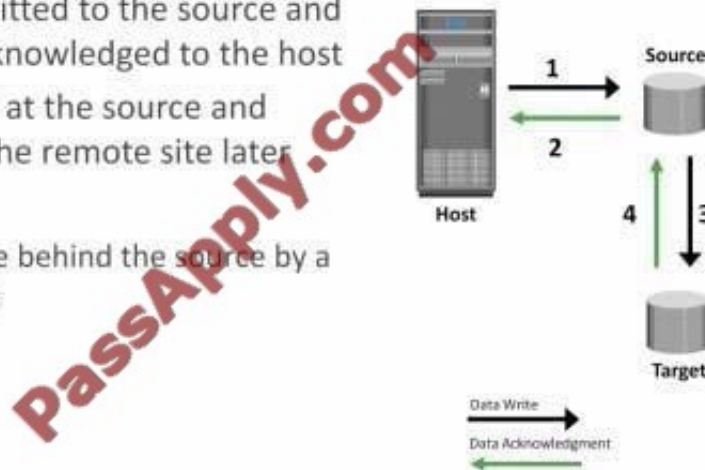 itted to the source and
knowledged to the host
at the source and
he remote site later
e behind the source by a
PassApply.com
1
2
Source
Host
4
3
Target
Data Write
Data Acknowledgment